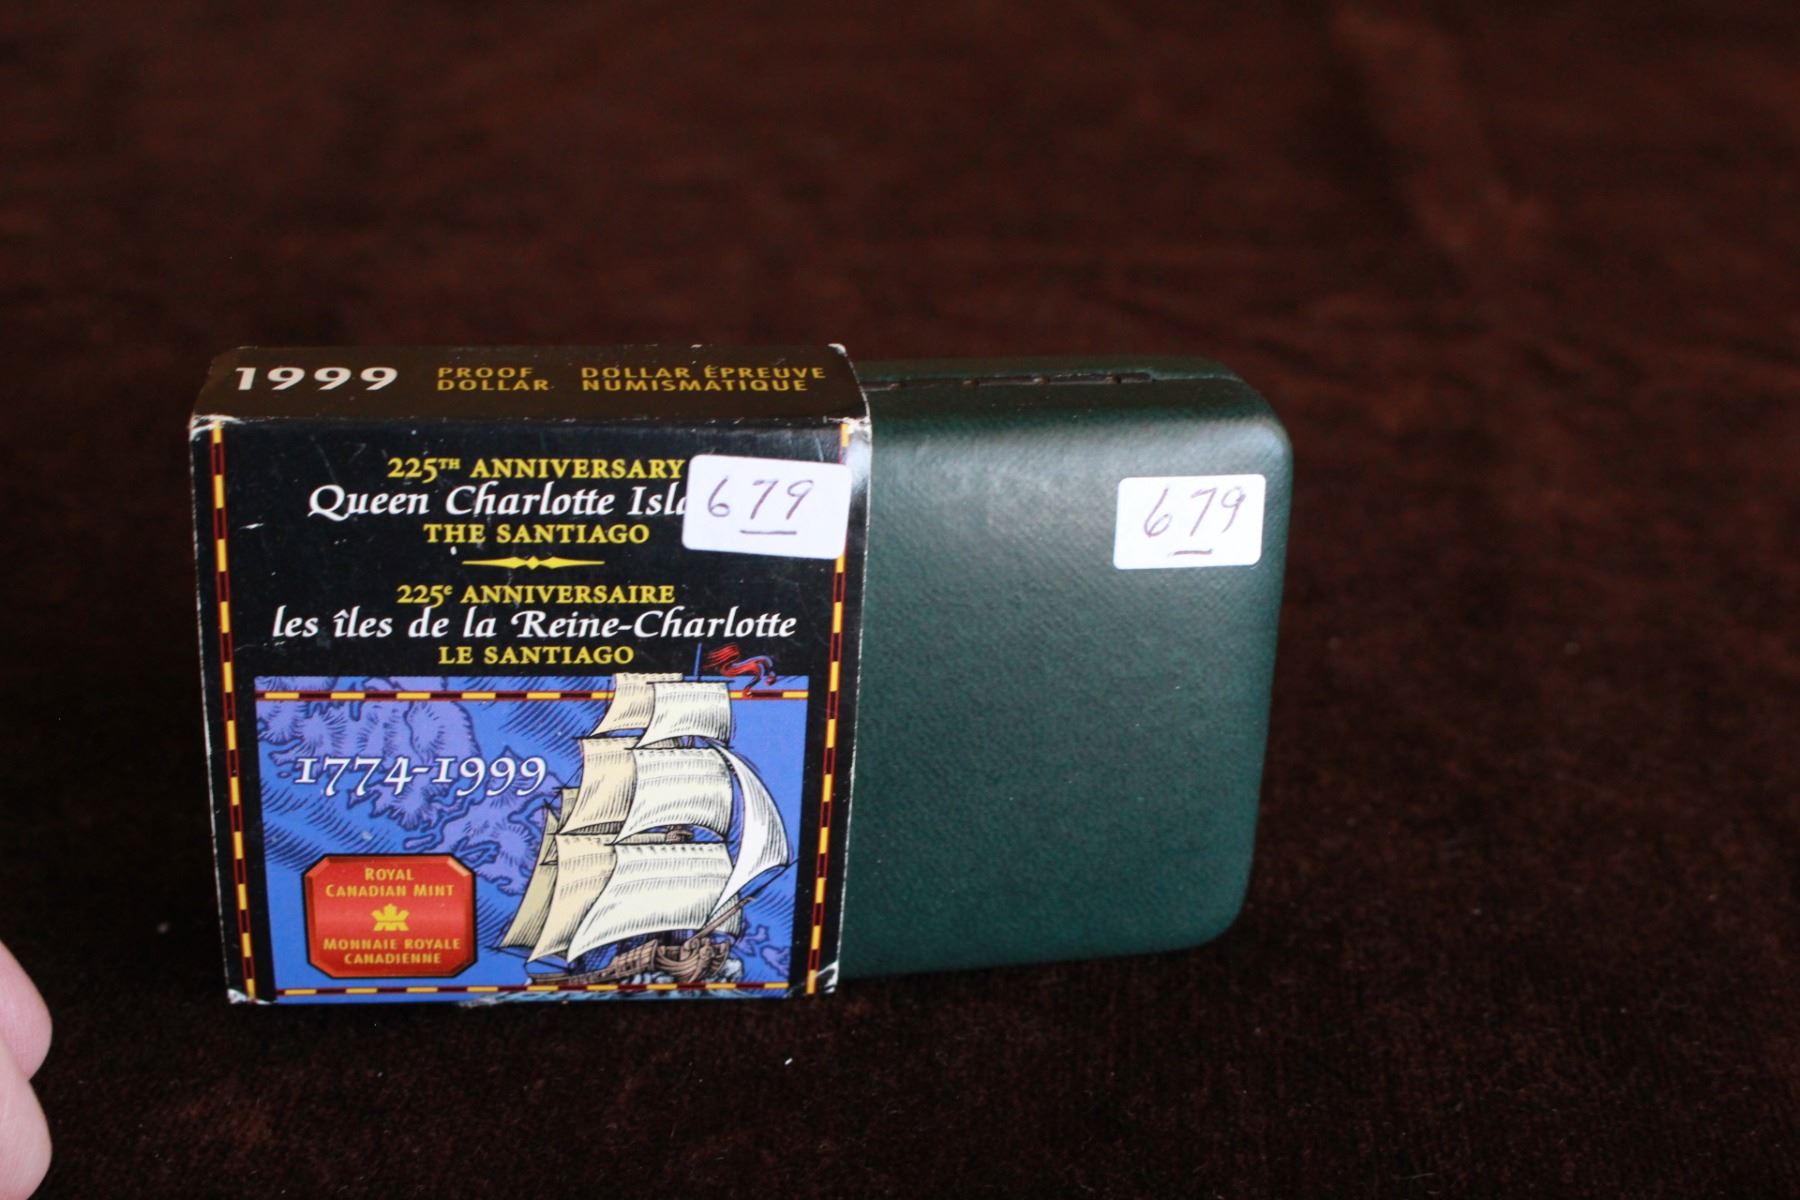 1999 PROOF DOLLAR ÉPREUVE
DOLLAR NUMISMATIQUE
225TH ANNIVERSARY
Queen Charlotte
THE SANTIAGO
225e ANNIVERSAIRE
les îles de la Reine-Charlotte
LE SANTIAGO
1774-1999
ROYAL
CANADIAN MINT
MONNAIE ROYALE
CANADIENNE
679
679